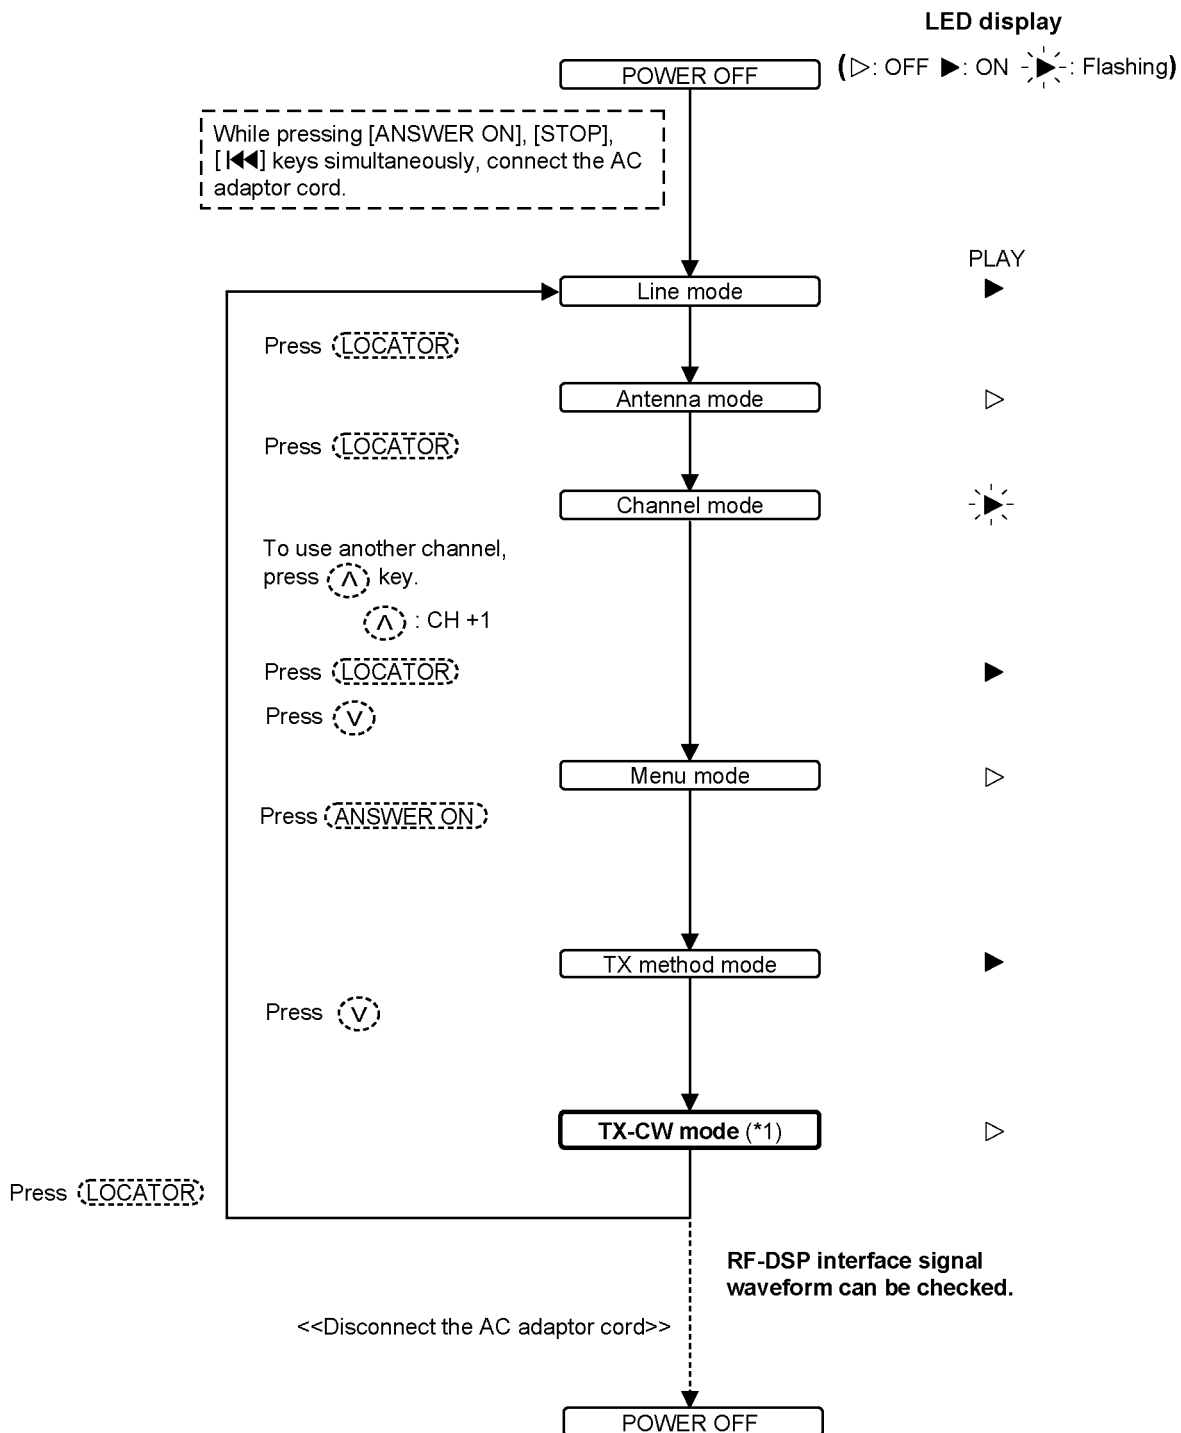 LED display
(▷: OFF ▶: ON ▶: Flashing)
POWER OFF
While pressing [ANSWER ON], [STOP],
[⏮] keys simultaneously, connect the AC
adaptor cord.
PLAY
Line mode
▶
Press LOCATOR
Antenna mode
▷
Press LOCATOR
Channel mode
▶
To use another channel,
press ∧ key.
∧ : CH +1
Press LOCATOR
▶
Press ∨
Menu mode
▷
Press ANSWER ON
TX method mode
▶
Press ∨
TX-CW mode (*1)
▷
Press LOCATOR
RF-DSP interface signal
waveform can be checked.
<<Disconnect the AC adaptor cord>>
POWER OFF